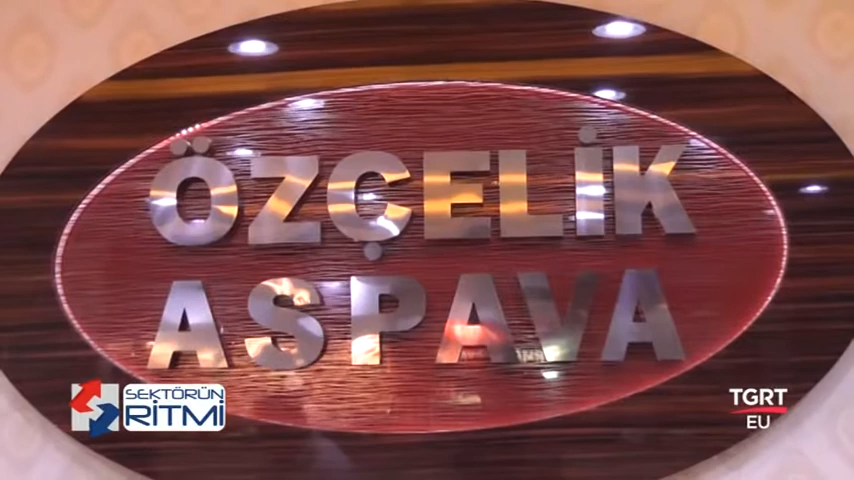 ÖZÇELİK
ASPAVA
SEKTÖRÜN
RİTMİ
TGRT
EU